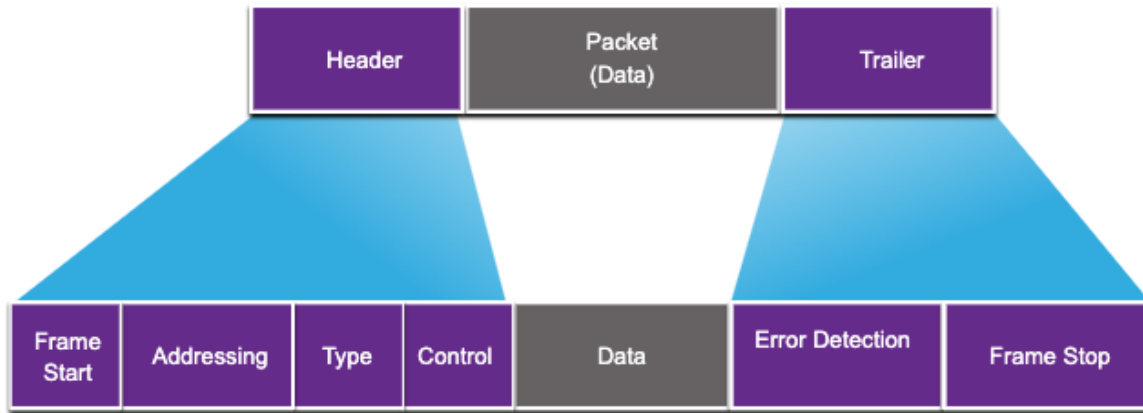 Header
Packet
(Data)
Trailer
Frame
Start
Addressing
Type
Control
Data
Error Detection
Frame Stop